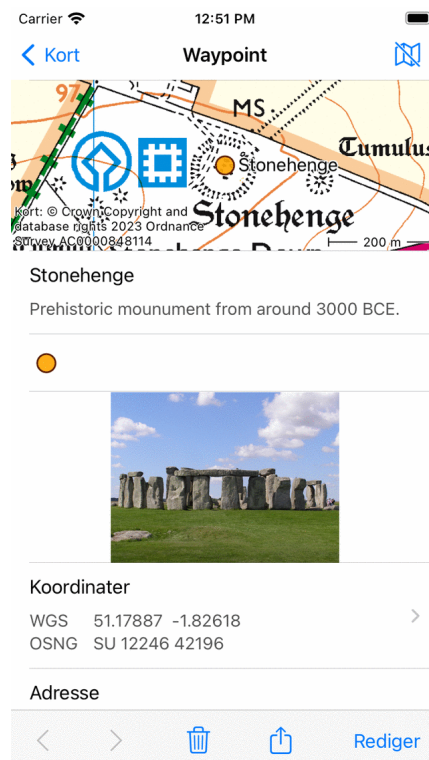 Carrier 12:51 PM
Kort Waypoint
97
MS
Tumulus
Stonehenge
Stonehenge
Kort: © Crown Copyright and
database rights 2023 Ordnance
Survey AC0000848114
200 m
Stonehenge Down
Stonehenge
Prehistoric mounument from around 3000 BCE.
Koordinater
WGS 51.17887 -1.82618
OSNG SU 12246 42196
Adresse
Rediger